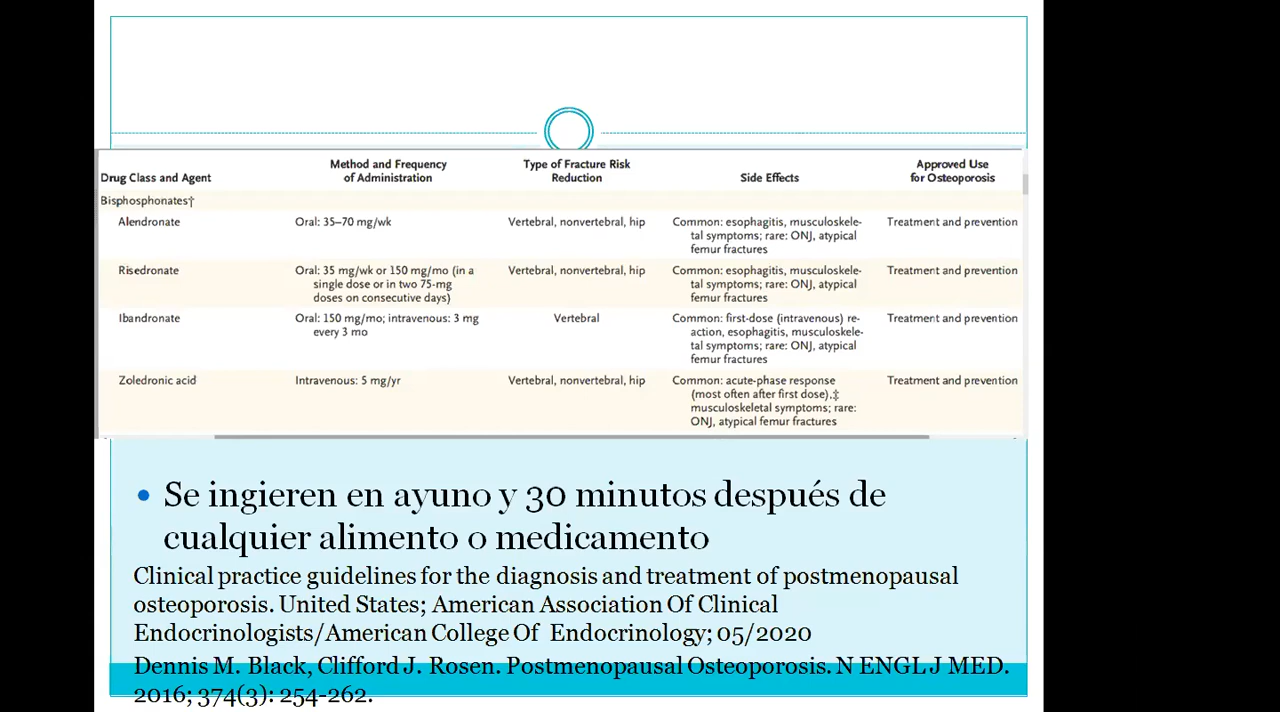 Method and Frequency Type of Fracture Risk Approved Use
Drug Class and Agent of Administration Reduction Side Effects for Osteoporosis
Bisphosphonates†
Alendronate Oral: 35–70 mg/wk Vertebral, nonvertebral, hip Common: esophagitis, musculoskele- Treatment and prevention
tal symptoms; rare: ONJ, atypical
femur fractures
Risedronate Oral: 35 mg/wk or 150 mg/mo (in a Vertebral, nonvertebral, hip Common: esophagitis, musculoskele- Treatment and prevention
single dose or in two 75-mg tal symptoms; rare: ONJ, atypical
doses on consecutive days) femur fractures
Ibandronate Oral: 150 mg/mo; intravenous: 3 mg Vertebral Common: first-dose (intravenous) re- Treatment and prevention
every 3 mo action, esophagitis, musculoskele-
tal symptoms; rare: ONJ, atypical
femur fractures
Zoledronic acid Intravenous: 5 mg/yr Vertebral, nonvertebral, hip Common: acute-phase response Treatment and prevention
(most often after first dose),‡
musculoskeletal symptoms; rare:
ONJ, atypical femur fractures
• Se ingieren en ayuno y 30 minutos después de
cualquier alimento o medicamento
Clinical practice guidelines for the diagnosis and treatment of postmenopausal
osteoporosis. United States; American Association Of Clinical
Endocrinologists/American College Of Endocrinology; 05/2020
Dennis M. Black, Clifford J. Rosen. Postmenopausal Osteoporosis. N ENGL J MED.
2016; 374(3): 254-262.